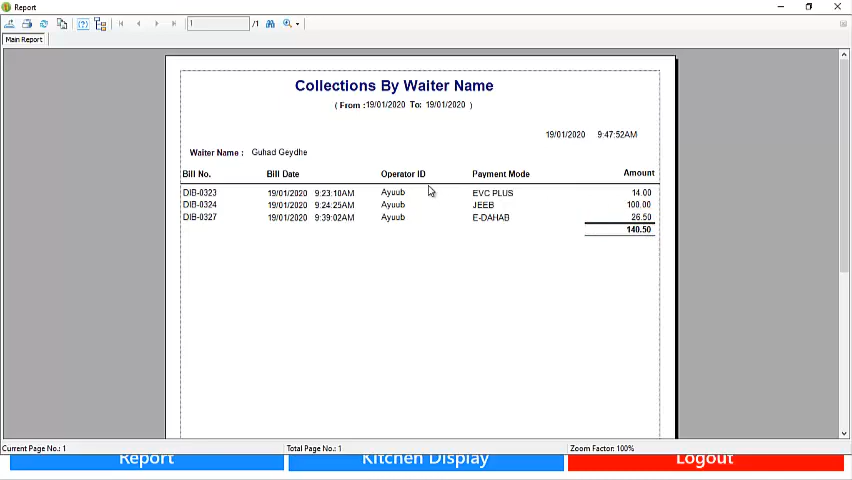 Report
1 /1
Main Report
Collections By Waiter Name
( From :19/01/2020 To: 19/01/2020 )
19/01/2020 9:47:52AM
Waiter Name : Guhad Geydhe
Bill No. Bill Date Operator ID Payment Mode Amount
DIB-0323 19/01/2020 9:23:10AM Ayuub EVC PLUS 14.00
DIB-0324 19/01/2020 9:24:25AM Ayuub JEEB 100.00
DIB-0327 19/01/2020 9:39:02AM Ayuub E-DAHAB 26.50
140.50
Current Page No.: 1 Total Page No.: 1 Zoom Factor: 100%
Report Kitchen Display Logout